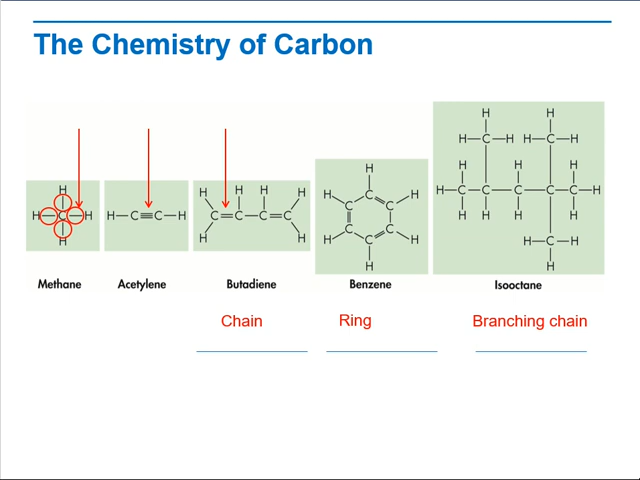 The Chemistry of Carbon
H
H C H
H
H C C H
H H H H
C C C C
H H
H
H C H
C C
C C
H C H
H
H H
H C H H C H
H H H
H C C C C C H
H H H H
H C H
H
Methane
Acetylene
Butadiene
Benzene
Isooctane
Chain
Ring
Branching chain